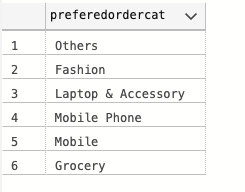 preferedordercat
1 Others
2 Fashion
3 Laptop & Accessory
4 Mobile Phone
5 Mobile
6 Grocery